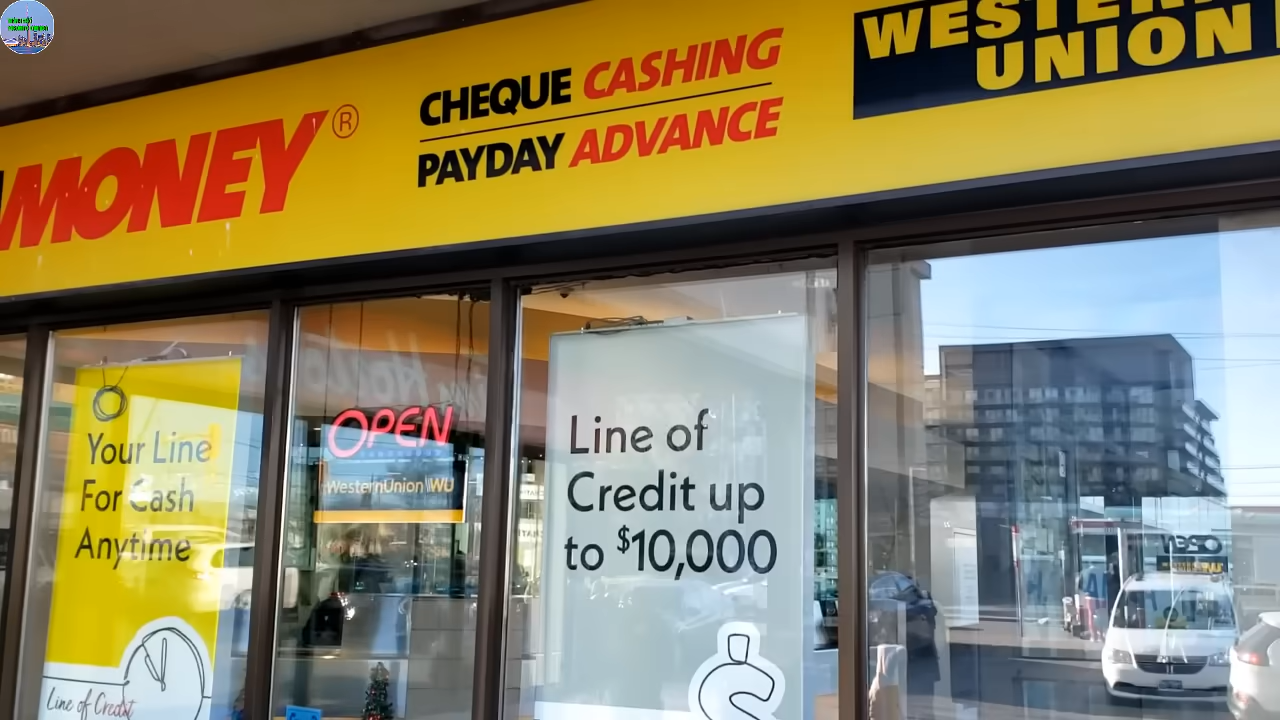 MONEY®
CHEQUE CASHING
PAYDAY ADVANCE
WESTERN
UNION
Your Line
For Cash
Anytime
Line of Credit
OPEN
WesternUnion WU
Line of
Credit up
to $10,000
$
OPEN